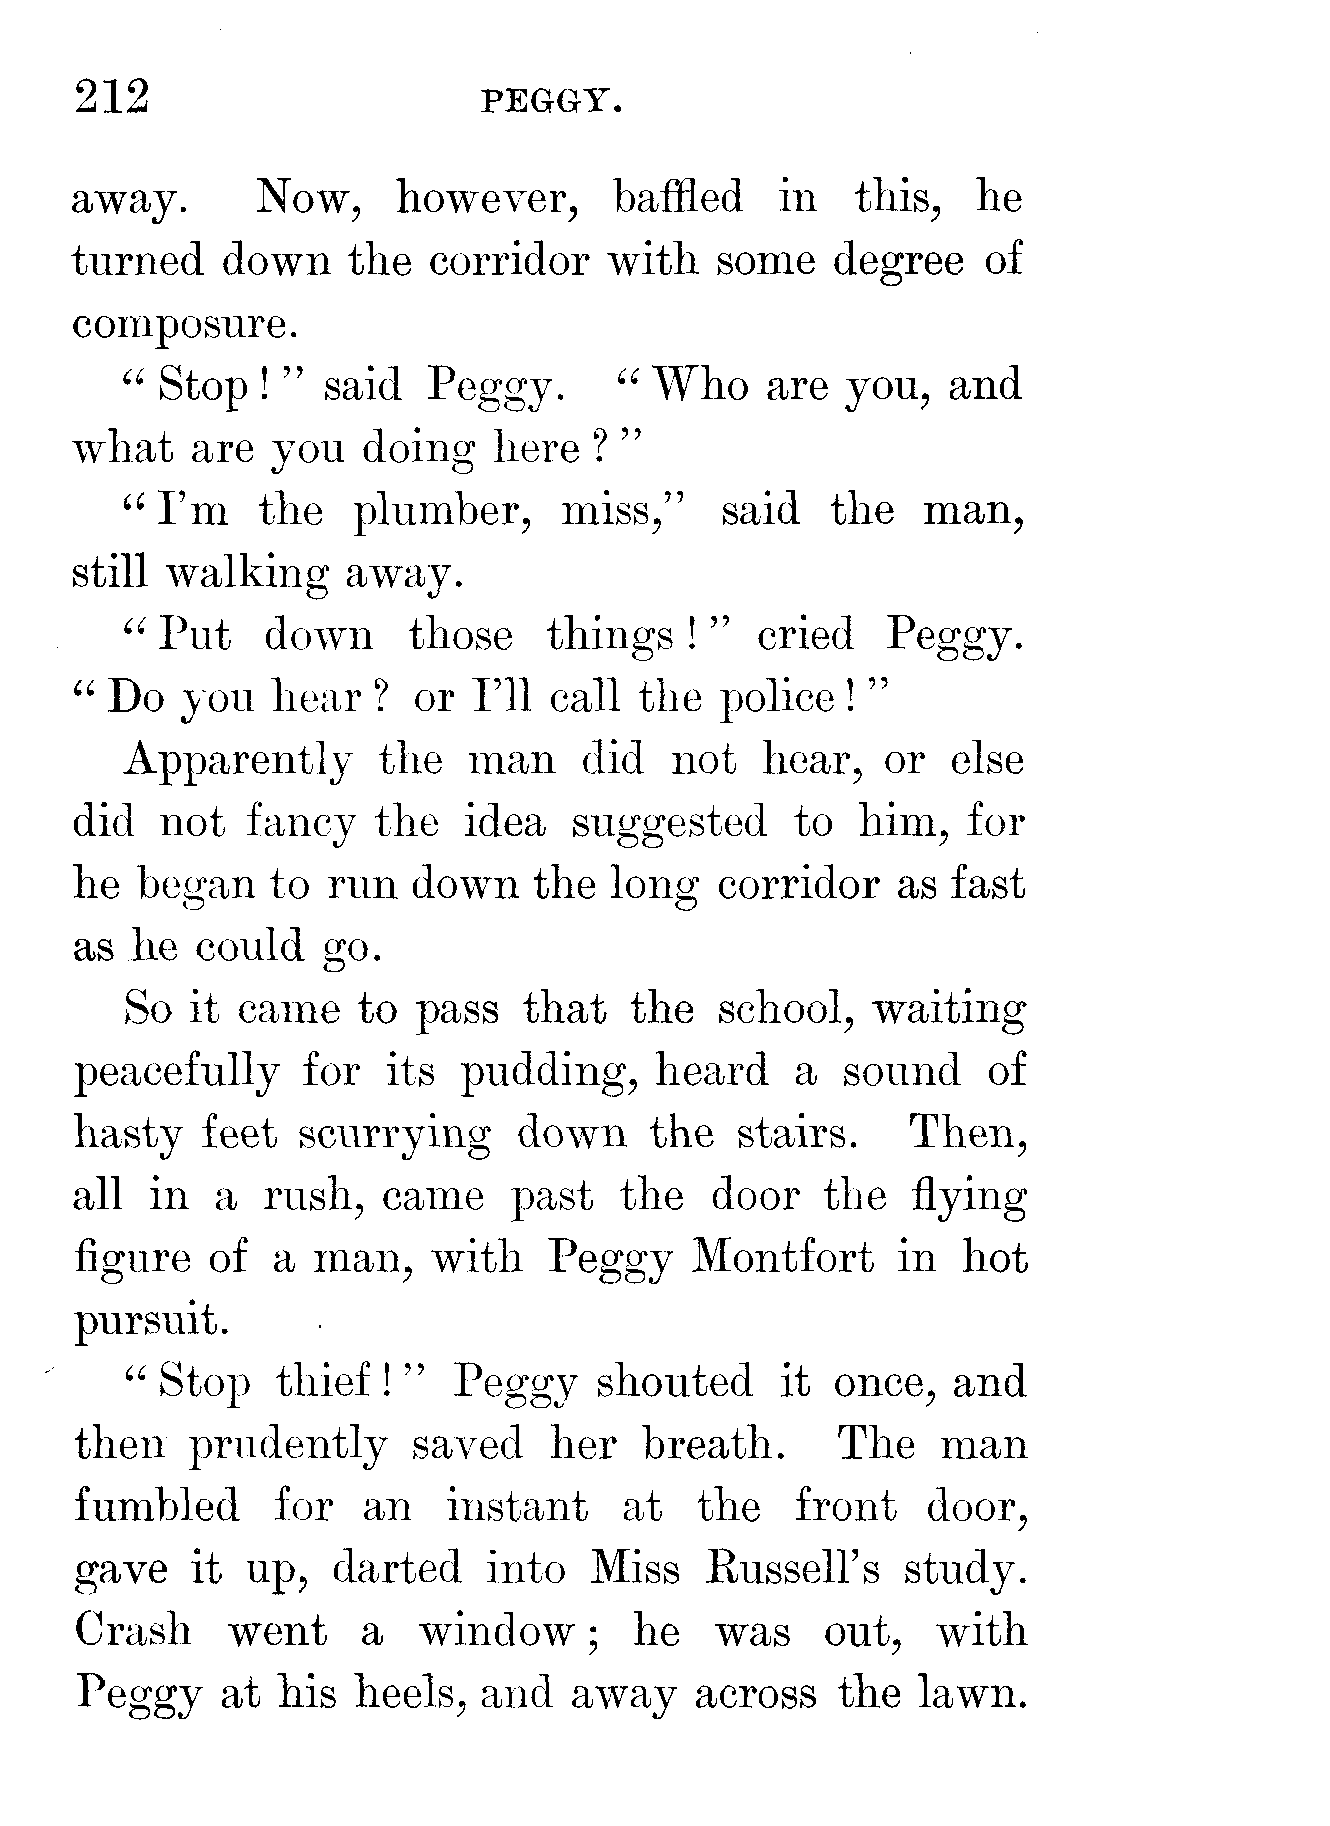 212 PEGGY.
away. Now, however, baffled in this, he
turned down the corridor with some degree of
composure.
“ Stop ! ” said Peggy. “ Who are you, and
what are you doing here ? ”
“ I’m the plumber, miss,” said the man,
still walking away.
“ Put down those things ! ” cried Peggy.
“ Do you hear ? or I’ll call the police ! ”
Apparently the man did not hear, or else
did not fancy the idea suggested to him, for
he began to run down the long corridor as fast
as he could go.
So it came to pass that the school, waiting
peacefully for its pudding, heard a sound of
hasty feet scurrying down the stairs. Then,
all in a rush, came past the door the flying
figure of a man, with Peggy Montfort in hot
pursuit.
“ Stop thief ! ” Peggy shouted it once, and
then prudently saved her breath. The man
fumbled for an instant at the front door,
gave it up, darted into Miss Russell’s study.
Crash went a window ; he was out, with
Peggy at his heels, and away across the lawn.